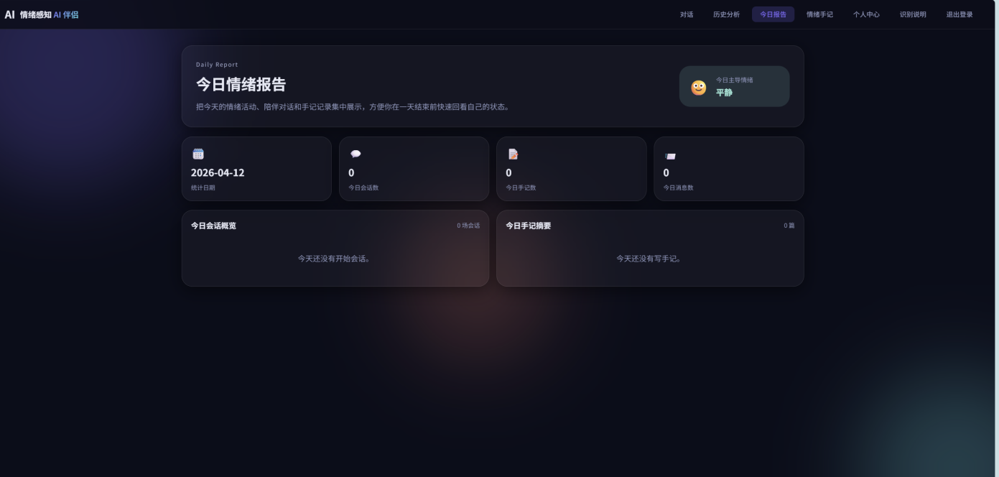 AI 情绪感知 AI 伴侣
对话 历史分析 今日报告 情绪手记 个人中心 识别说明 退出登录
Daily Report
今日情绪报告
把今天的情绪活动、陪伴对话和手记记录集中展示，方便你在一天结束前快速回看自己的状态。
今日主导情绪
平静
2026-04-12
统计日期
0
今日会话数
0
今日手记数
0
今日消息数
今日会话概览 0 场会话
今天还没有开始会话。
今日手记摘要 0 篇
今天还没有写手记。